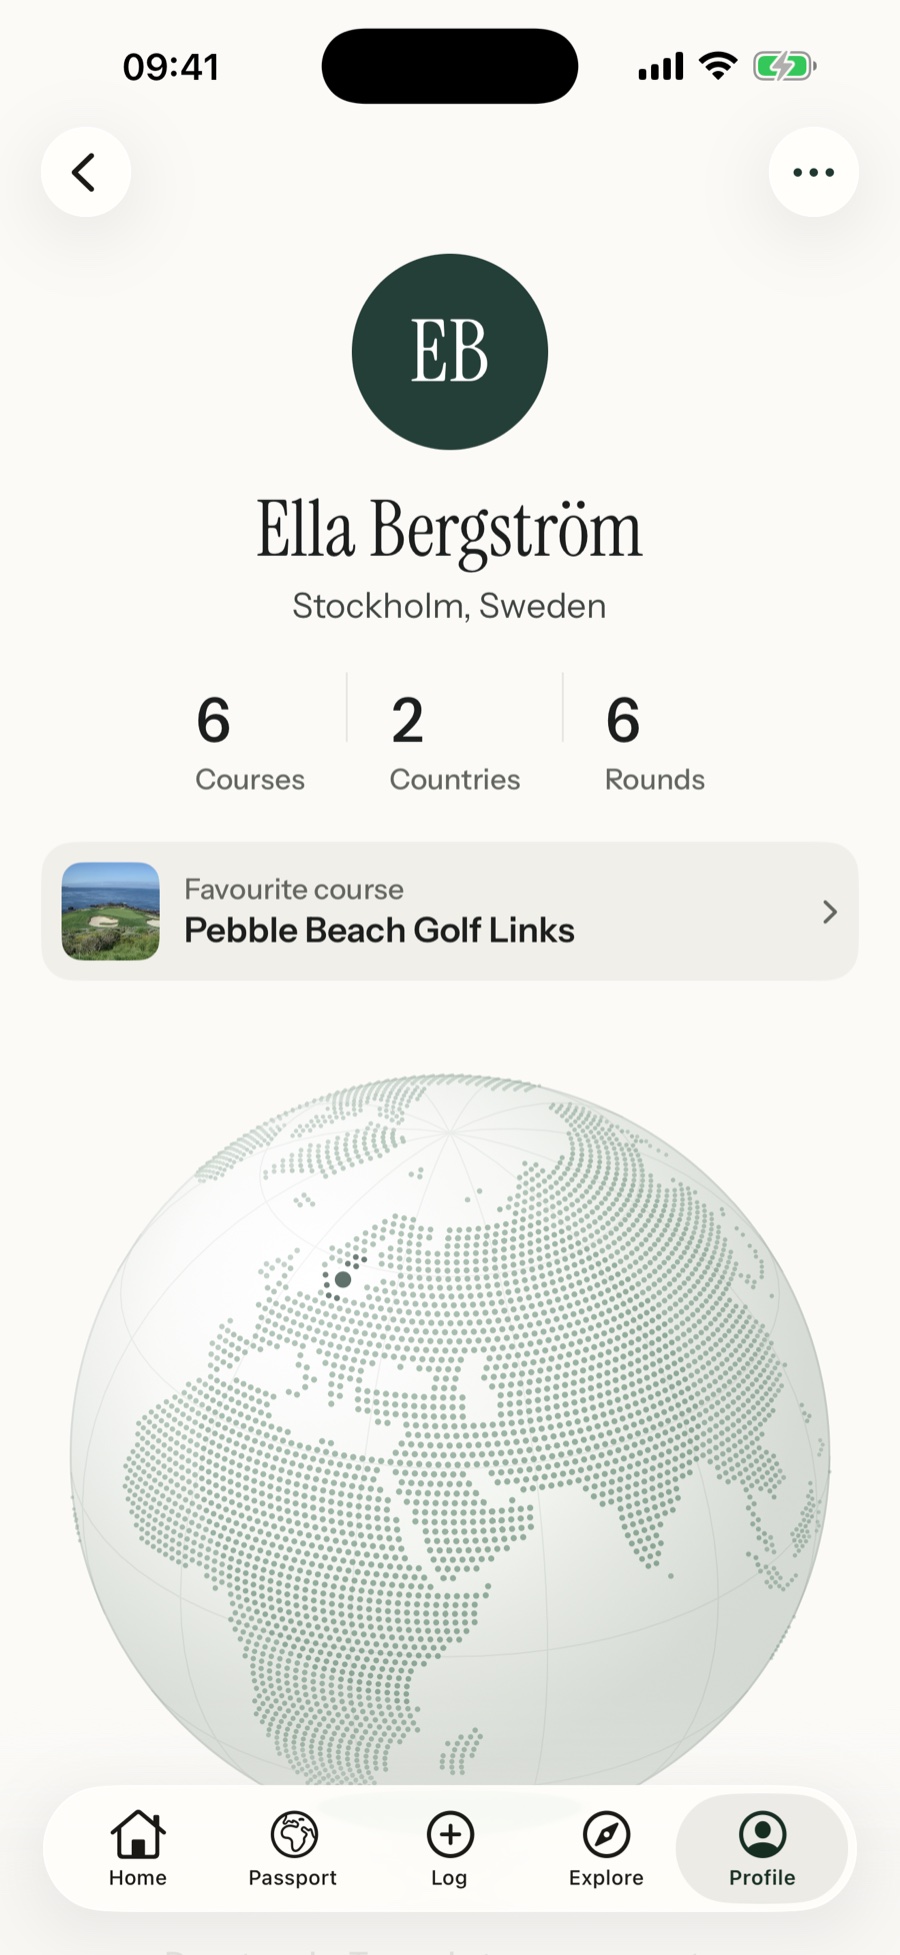 09:41
EB
Ella Bergström
Stockholm, Sweden
6 2 6
Courses Countries Rounds
Favourite course
Pebble Beach Golf Links
Home Passport Log Explore Profile